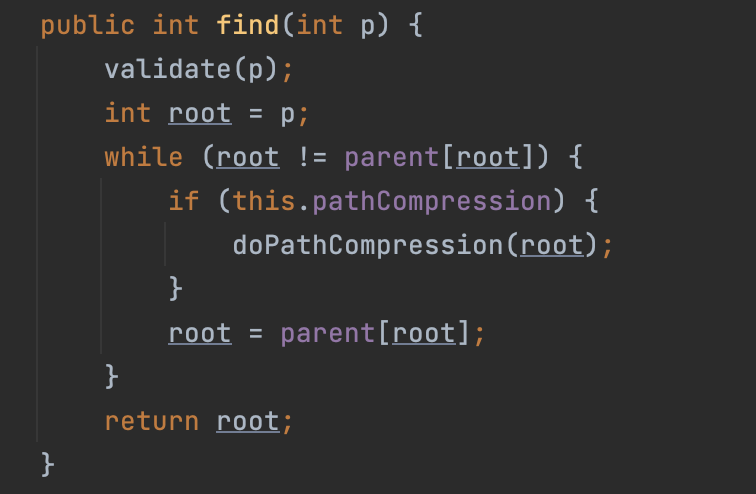 public int find(int p) {
    validate(p);
    int root = p;
    while (root != parent[root]) {
        if (this.pathCompression) {
            doPathCompression(root);
        }
        root = parent[root];
    }
    return root;
}